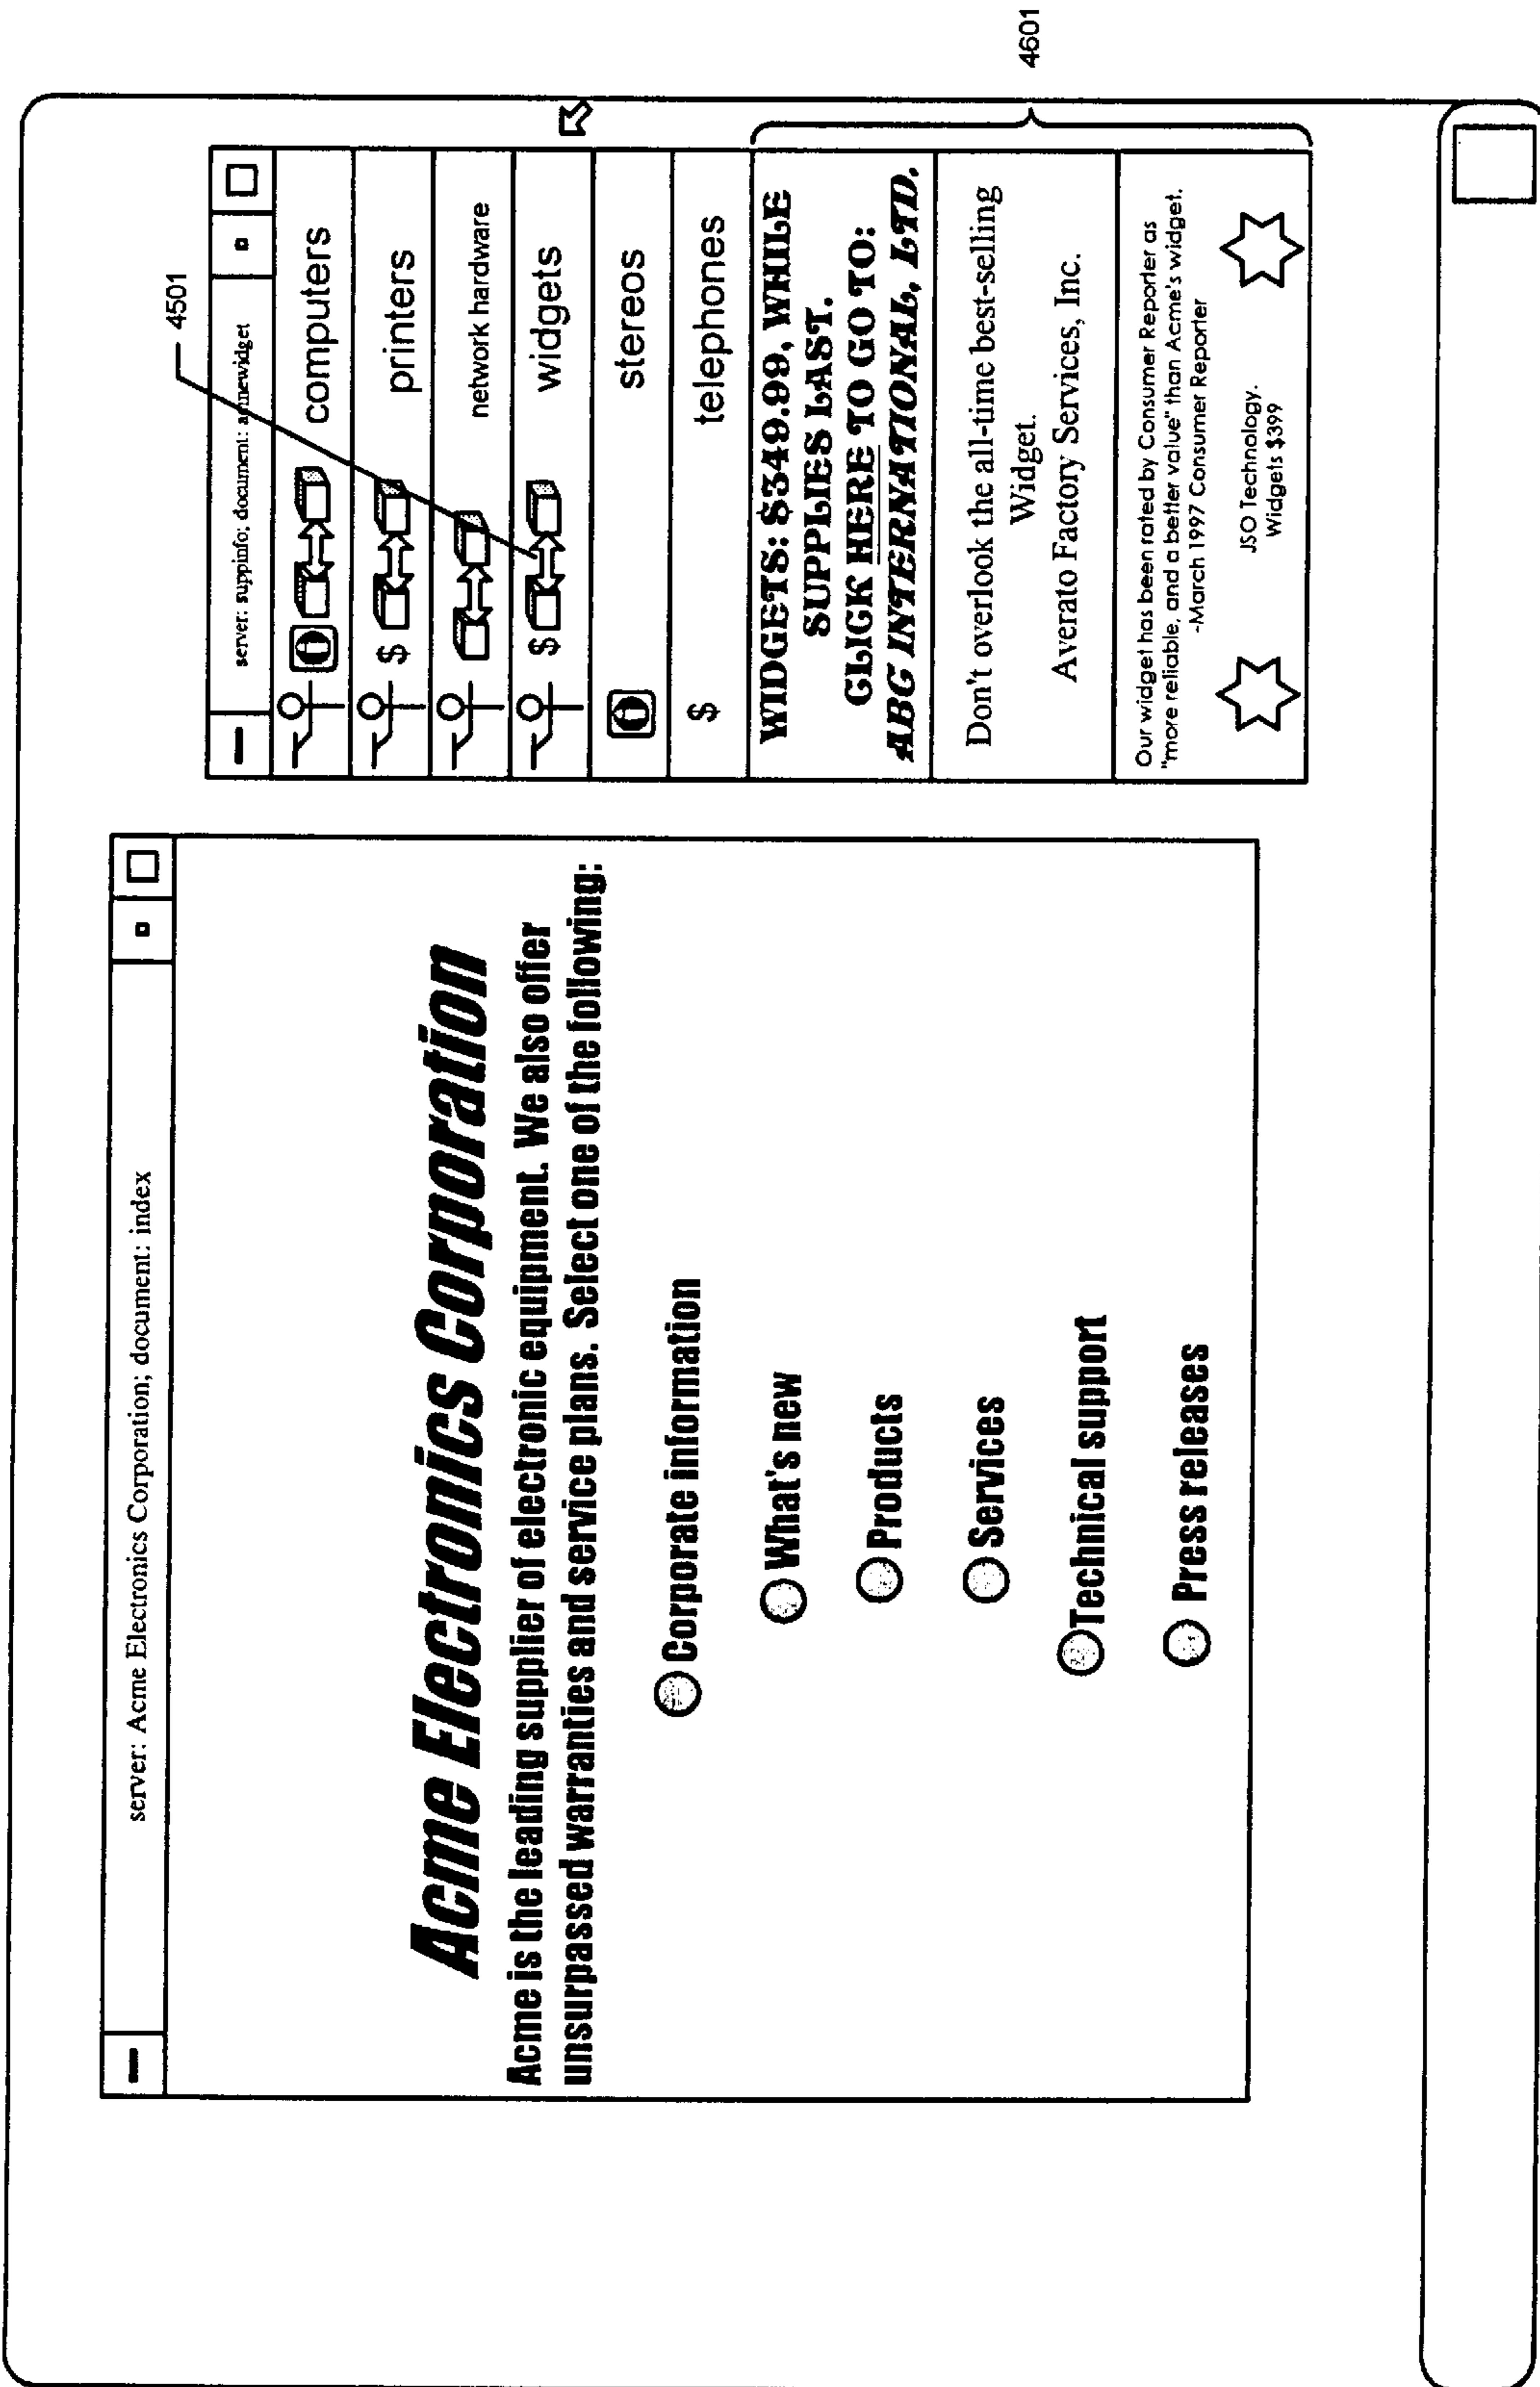 server: Acme Electronics Corporation; document: index
Acme Electronics Corporation
Acme is the leading supplier of electronic equipment. We also offer
unsurpassed warranties and service plans. Select one of the following:
Corporate information
What's new
Products
Services
Technical support
Press releases
4501
server: suppinfo; document: acmewidget
computers
$ printers
network hardware
$ widgets
stereos
$ telephones
WIDGETS: $349.99, WHILE
SUPPLIES LAST.
CLICK HERE TO GO TO:
ABC INTERNATIONAL, LTD.
Don't overlook the all-time best-selling
Widget.
Averato Factory Services, Inc.
Our widget has been rated by Consumer Reporter as
"more reliable, and a better value" than Acme's widget.
-March 1997 Consumer Reporter
JSO Technology.
Widgets $399
4601